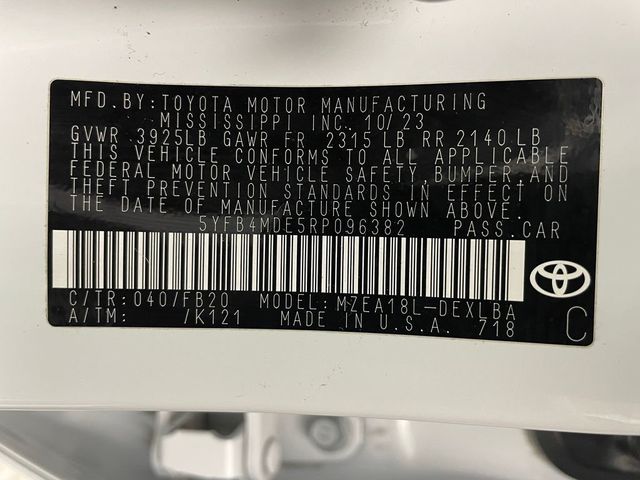 MFD. BY: TOYOTA MOTOR MANUFACTURING
MISSISSIPPI INC. 10/23
GVWR 3925LB GAWR FR 2315 LB RR 2140 LB
THIS VEHICLE CONFORMS TO ALL APPLICABLE
FEDERAL MOTOR VEHICLE SAFETY, BUMPER, AND
THEFT PREVENTION STANDARDS IN EFFECT ON
THE DATE OF MANUFACTURE SHOWN ABOVE.
5YFB4MDE5RP096382 PASS. CAR
C/TR: 040/FB20 MODEL: MZEA18L-DEXLBA
A/TM: /K121 MADE IN U.S.A. 718
C